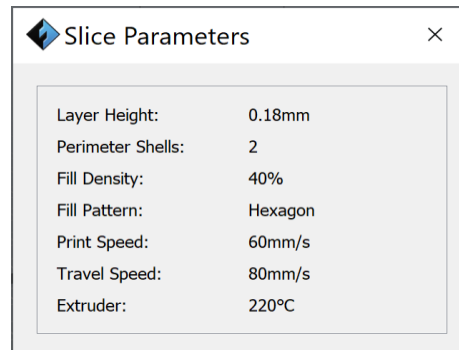 Slice Parameters
Layer Height: 0.18mm
Perimeter Shells: 2
Fill Density: 40%
Fill Pattern: Hexagon
Print Speed: 60mm/s
Travel Speed: 80mm/s
Extruder: 220°C